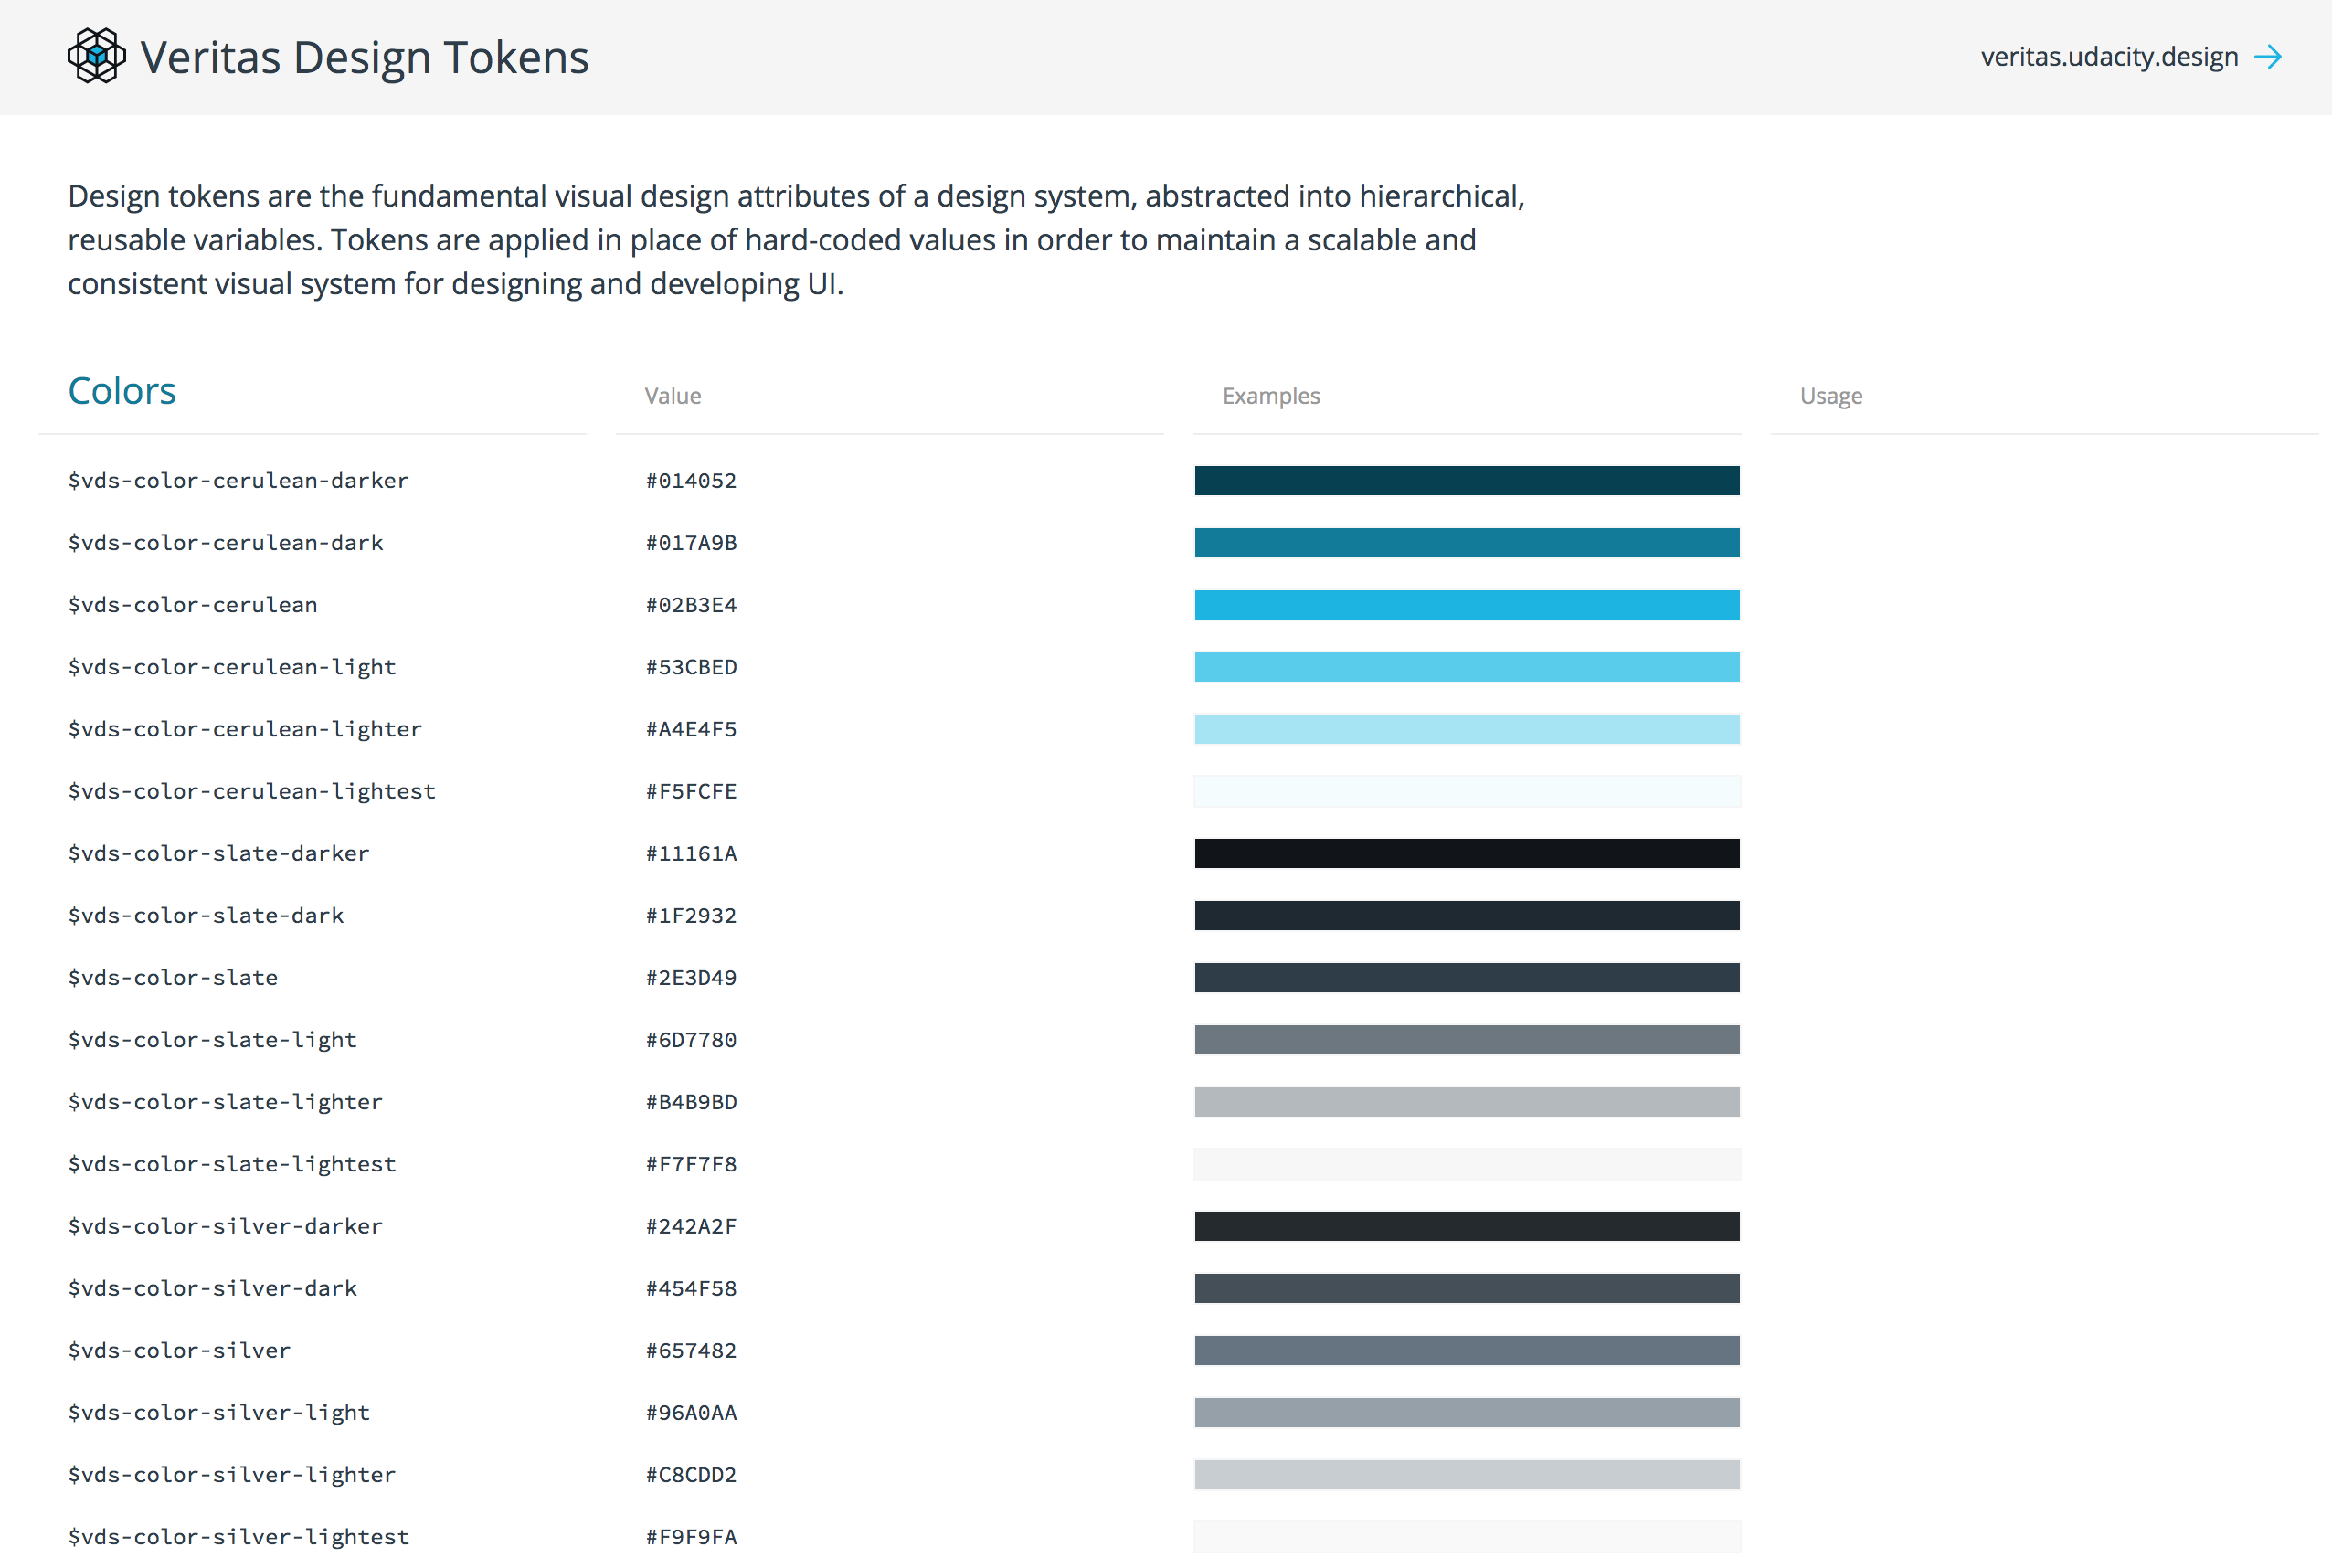 Veritas Design Tokens
veritas.udacity.design
Design tokens are the fundamental visual design attributes of a design system, abstracted into hierarchical,
reusable variables. Tokens are applied in place of hard-coded values in order to maintain a scalable and
consistent visual system for designing and developing UI.
Colors Value Examples Usage
$vds-color-cerulean-darker #014052
$vds-color-cerulean-dark #017A9B
$vds-color-cerulean #02B3E4
$vds-color-cerulean-light #53CBED
$vds-color-cerulean-lighter #A4E4F5
$vds-color-cerulean-lightest #F5FCFE
$vds-color-slate-darker #11161A
$vds-color-slate-dark #1F2932
$vds-color-slate #2E3D49
$vds-color-slate-light #6D7780
$vds-color-slate-lighter #B4B9BD
$vds-color-slate-lightest #F7F7F8
$vds-color-silver-darker #242A2F
$vds-color-silver-dark #454F58
$vds-color-silver #657482
$vds-color-silver-light #96A0AA
$vds-color-silver-lighter #C8CDD2
$vds-color-silver-lightest #F9F9FA